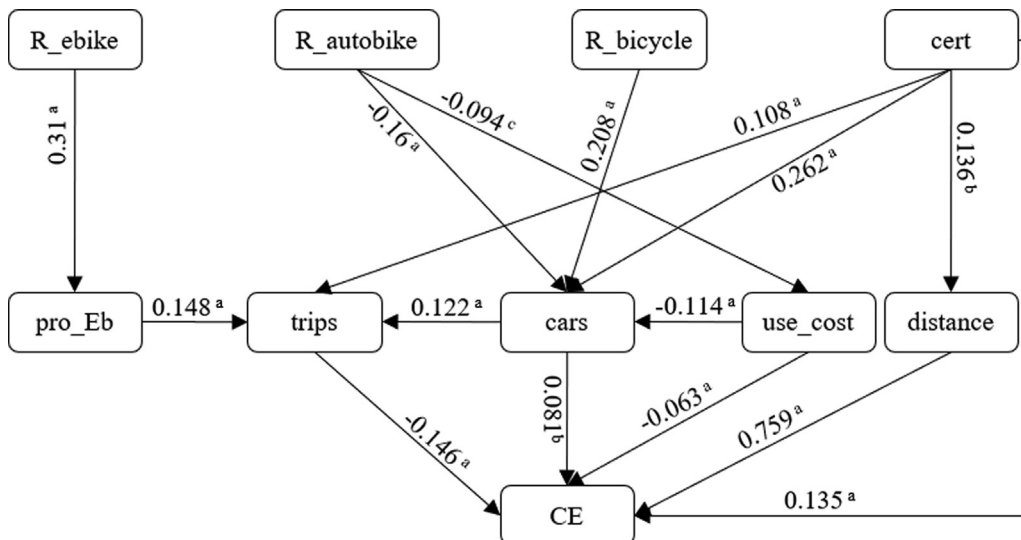 R_ebike
R_autobike
R_bicycle
cert
0.31 a
-0.16 a
-0.094 c
0.208 a
0.108 a
0.262 a
0.136 b
pro_Eb
0.148 a
trips
0.122 a
cars
-0.114 a
use_cost
distance
-0.146 a
0.081 b
-0.063 a
0.759 a
CE
0.135 a